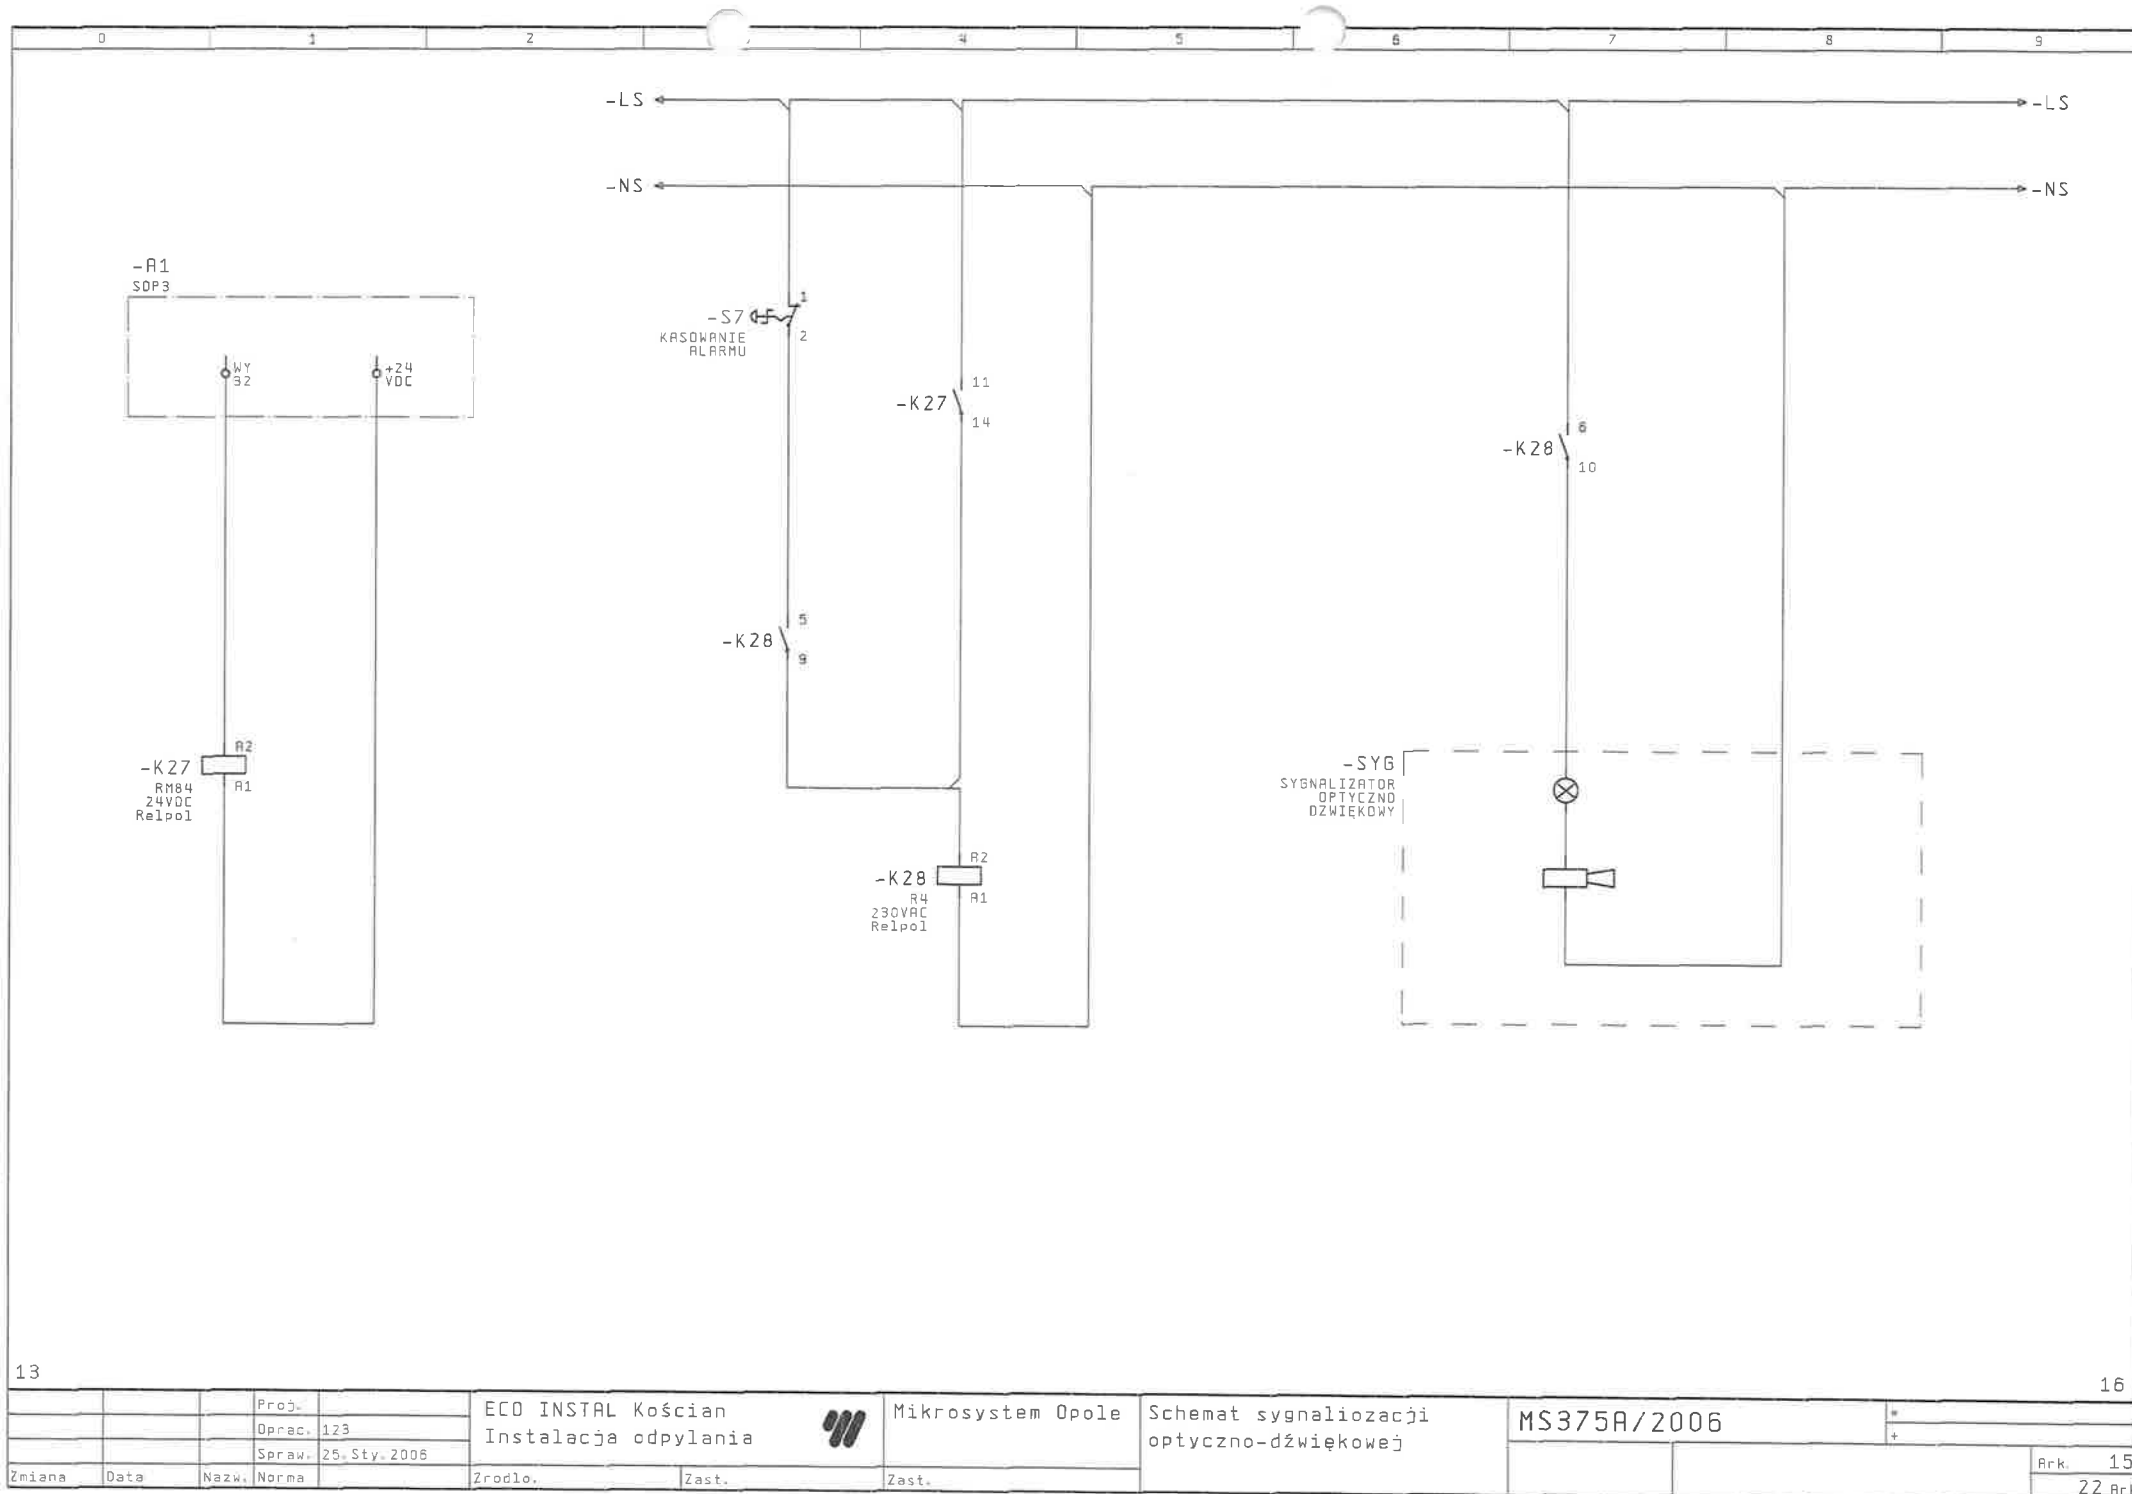 0 1 2 4 5 6 7 8 9
-LS -LS
-NS -NS
-A1
SDP3
WY
32
+24
VDC
-K27
RM84
24VDC
Relpol
A2
A1
-S7
KASOWANIE
ALARMU
1
2
-K27
11
14
-K28
5
9
-K28
R4
230VAC
Relpol
A2
A1
-K28
6
10
-SYG
SYGNALIZATOR
OPTYCZNO
DZWIĘKOWY
13
16
Proj.
Oprac. 123
Spraw. 25.Sty.2006
Zmiana Data Nazw. Norma
ECO INSTAL Kościan
Instalacja odpylania
Zrodlo. Zast.
Mikrosystem Opole
Zast.
Schemat sygnaliozacji
optyczno-dźwiękowej
MS375A/2006
*
+
Ark. 15
22 Ark